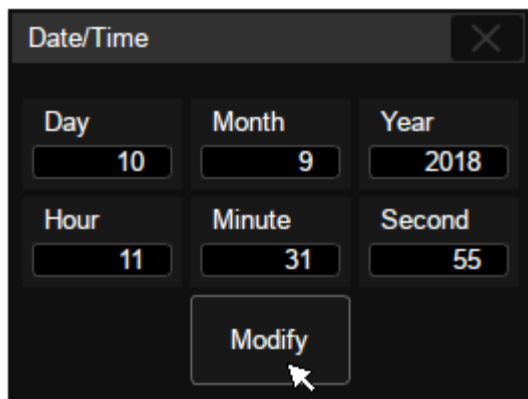 Date/Time
Day Month Year
10 9 2018
Hour Minute Second
11 31 55
Modify